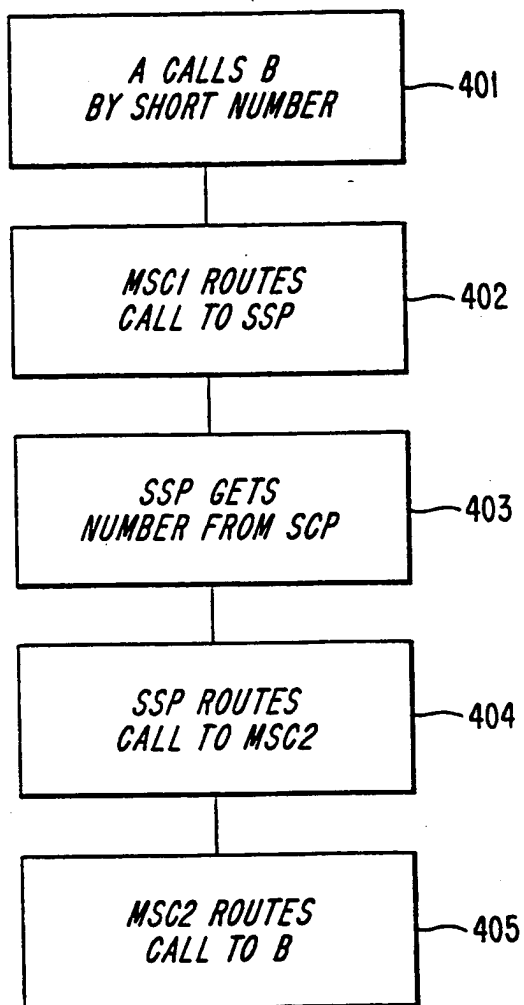 A CALLS B
BY SHORT NUMBER
401
MSC1 ROUTES
CALL TO SSP
402
SSP GETS
NUMBER FROM SCP
403
SSP ROUTES
CALL TO MSC2
404
MSC2 ROUTES
CALL TO B
405